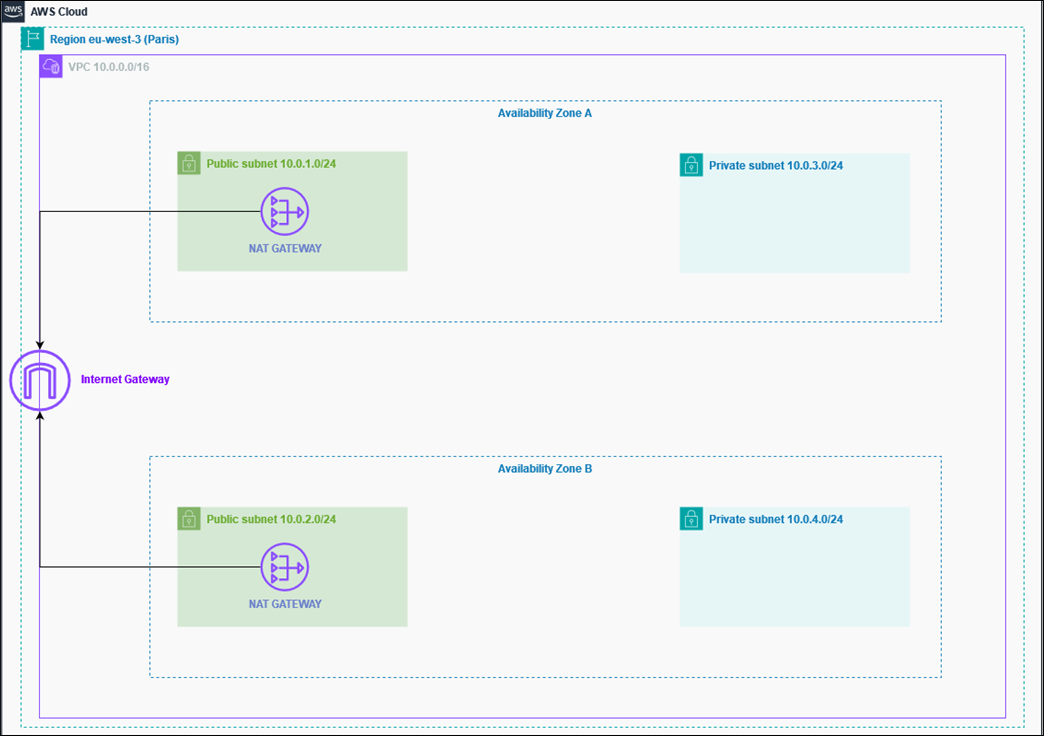 aws
AWS Cloud
Region eu-west-3 (Paris)
VPC 10.0.0.0/16
Availability Zone A
Public subnet 10.0.1.0/24
Private subnet 10.0.3.0/24
NAT GATEWAY
Internet Gateway
Availability Zone B
Public subnet 10.0.2.0/24
Private subnet 10.0.4.0/24
NAT GATEWAY